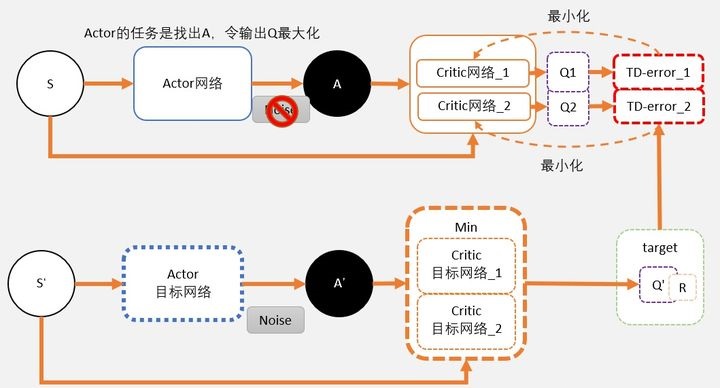 最小化
Actor的任务是找出A，令输出Q最大化
S
Actor网络
Noise
A
Critic网络_1
Critic网络_2
Q1
Q2
TD-error_1
TD-error_2
最小化
S'
Actor
目标网络
Noise
A'
Min
Critic
目标网络_1
Critic
目标网络_2
target
Q'
R